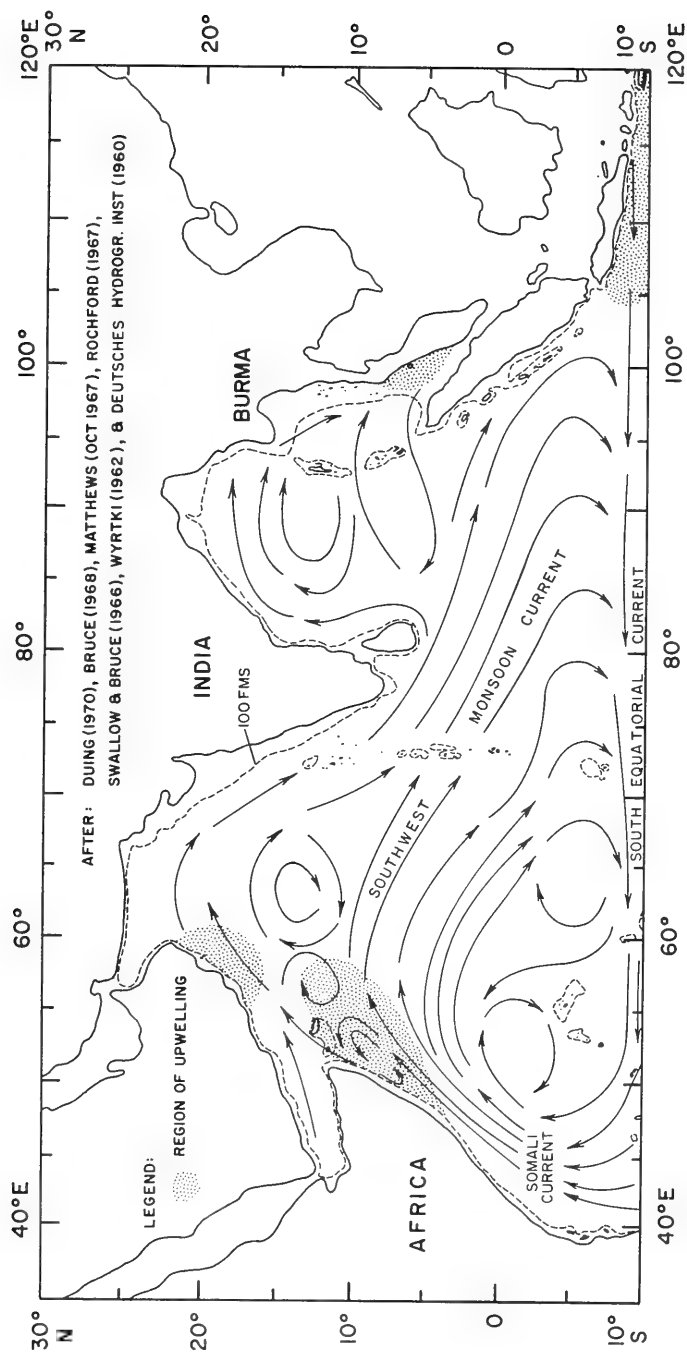 40°E
60°
80°
100°
120°E
30°
N
20°
10°
0
10°
S
30°
N
20°
10°
0
10°
S
AFTER: DUING (1970), BRUCE (1968), MATTHEWS (OCT 1967), ROCHFORD (1967),
SWALLOW & BRUCE (1966), WYRTKI (1962), & DEUTSCHES HYDROGR. INST (1960)
LEGEND:
REGION OF UPWELLING
INDIA
BURMA
100 FMS
AFRICA
SOMALI
CURRENT
SOUTHWEST MONSOON CURRENT
SOUTH EQUATORIAL CURRENT
40°E
60°
80°
100°
120°E